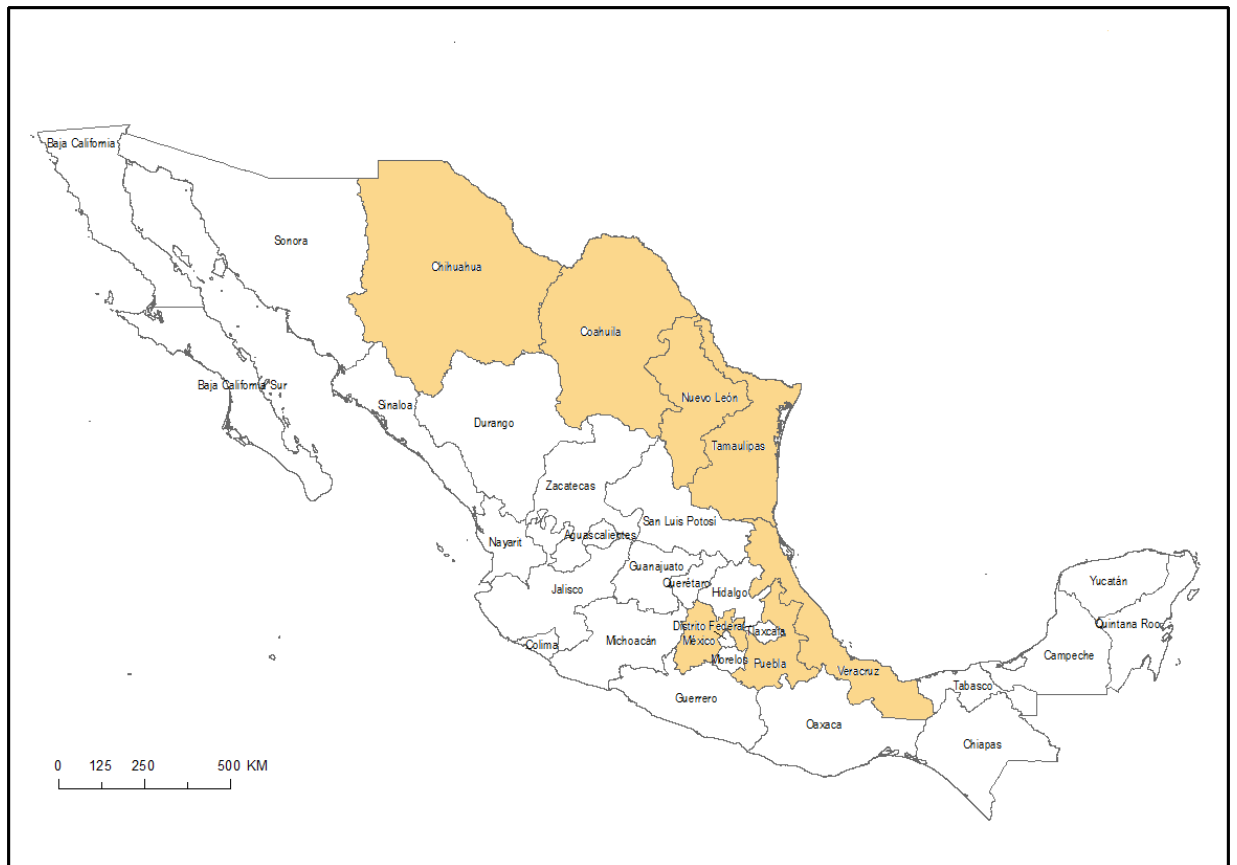 Baja California
Sonora
Chihuahua
Coahuila
Baja California Sur
Sinaloa
Nuevo León
Durango
Tamaulipas
Zacatecas
San Luis Potosí
Nayarit
Aguascalientes
Guanajuato
Querétaro
Jalisco
Hidalgo
Yucatán
Distrito Federal
Tlaxcala
Quintana Roo
Colima
Michoacán
México
Morelos
Puebla
Veracruz
Campeche
Tabasco
Guerrero
Oaxaca
Chiapas
0 125 250 500 KM